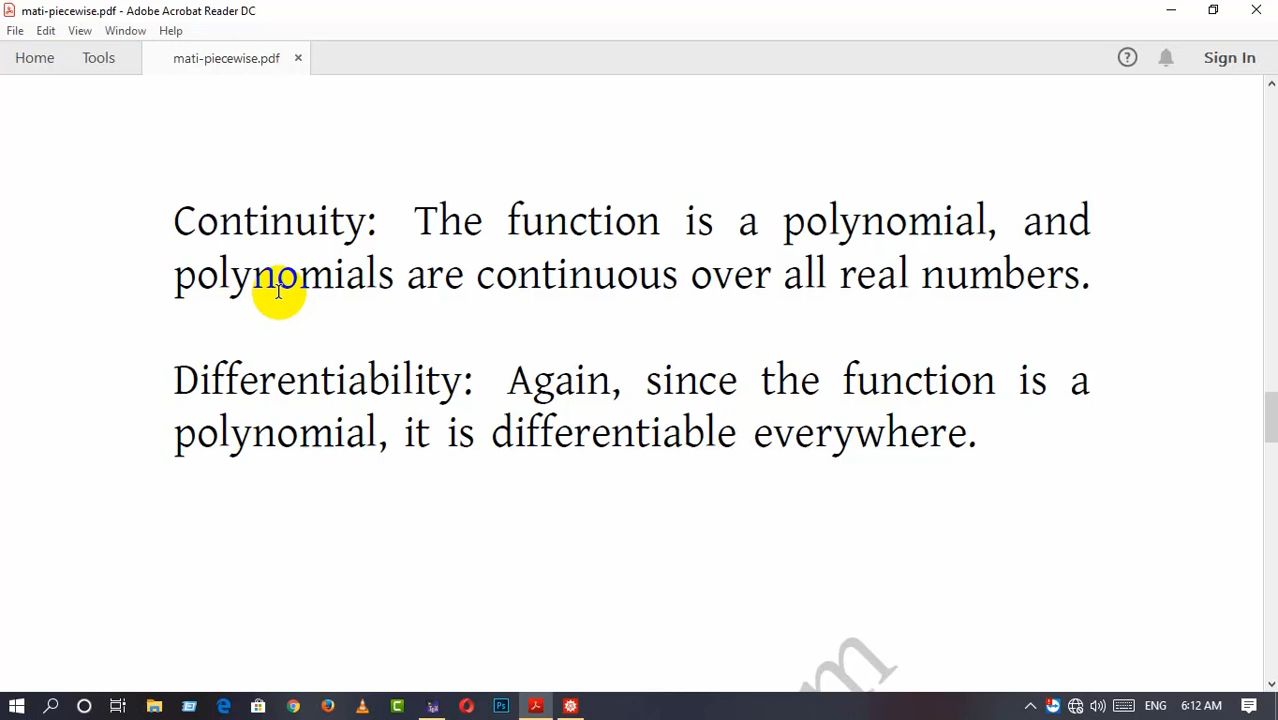 mati-piecewise.pdf - Adobe Acrobat Reader DC
File Edit View Window Help
Home Tools mati-piecewise.pdf × Sign In
Continuity: The function is a polynomial, and
polynomials are continuous over all real numbers.
Differentiability: Again, since the function is a
polynomial, it is differentiable everywhere.
m
ENG 6:12 AM